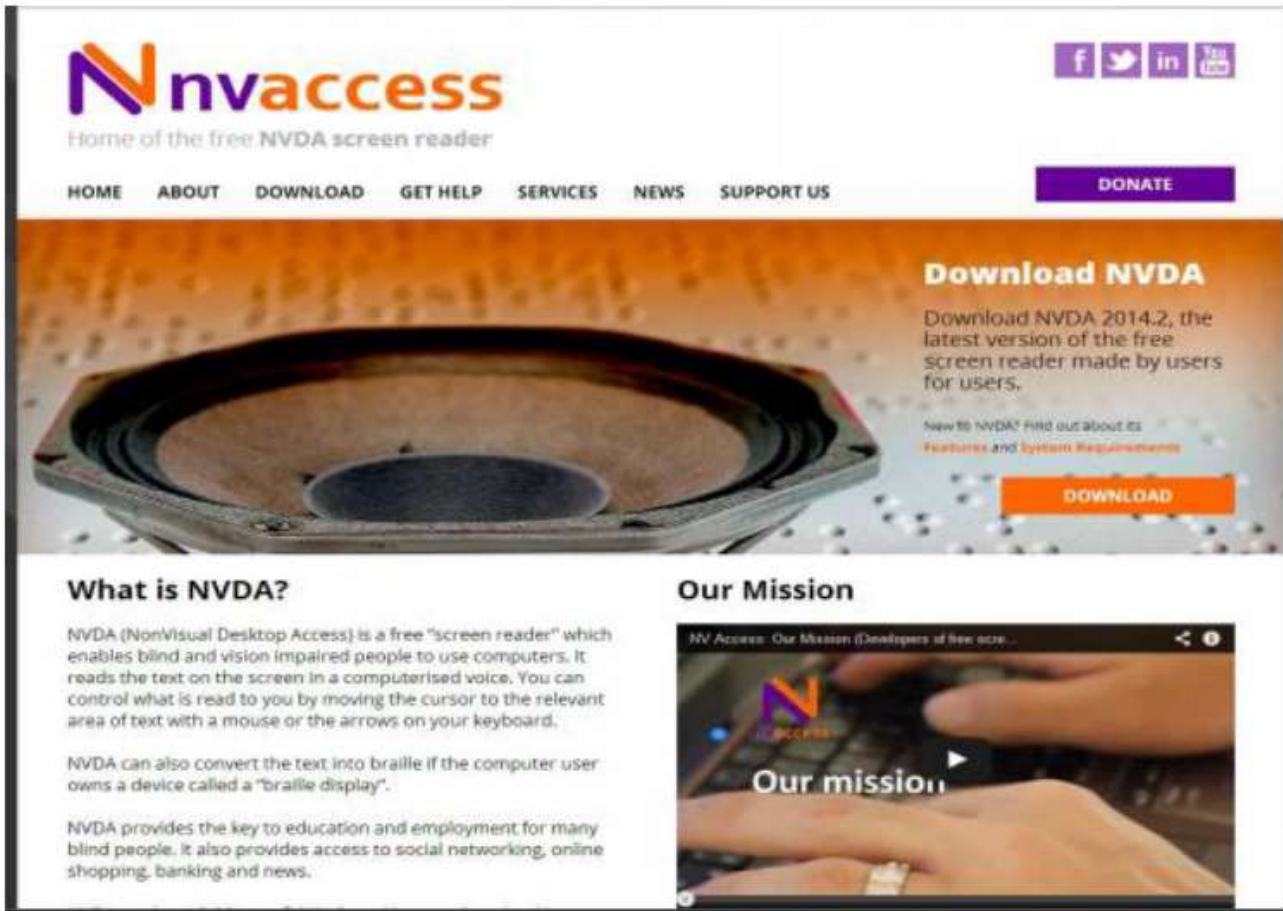 nvaccess
Home of the free NVDA screen reader
f in You Tube
HOME ABOUT DOWNLOAD GET HELP SERVICES NEWS SUPPORT US
DONATE
Download NVDA
Download NVDA 2014.2, the
latest version of the free
screen reader made by users
for users.
New to NVDA? Find out about its
Features and System Requirements
DOWNLOAD
What is NVDA?
NVDA (NonVisual Desktop Access) is a free "screen reader" which
enables blind and vision impaired people to use computers. It
reads the text on the screen in a computerised voice. You can
control what is read to you by moving the cursor to the relevant
area of text with a mouse or the arrows on your keyboard.
NVDA can also convert the text into braille if the computer user
owns a device called a "braille display".
NVDA provides the key to education and employment for many
blind people. It also provides access to social networking, online
shopping, banking and news.
Our Mission
NV Access: Our Mission (Developers of free scre...
nvaccess
Our mission